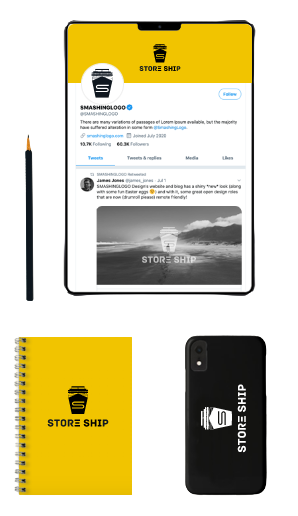 STORE SHIP
Follow
SMASHINGLOGO
@SMASHINGLOGO
There are many variations of passages of Lorem Ipsum available, but the majority
have suffered alteration in some form @SmashingLogo.
smashinglogo.com Joined July 2020
10.7K Following 60.3K Followers
Tweets Tweets & replies Media Likes
SMASHINGLOGO Retweeted
James Jones @james_jones · Jul 7
SMASHINGLOGO Designs website and blog has a shiny *new* look (along
with some fun Easter eggs 😉) and with it, some great open design roles
that are now (drumroll please) remote friendly!
STORE SHIP
STORE SHIP
STORE SHIP